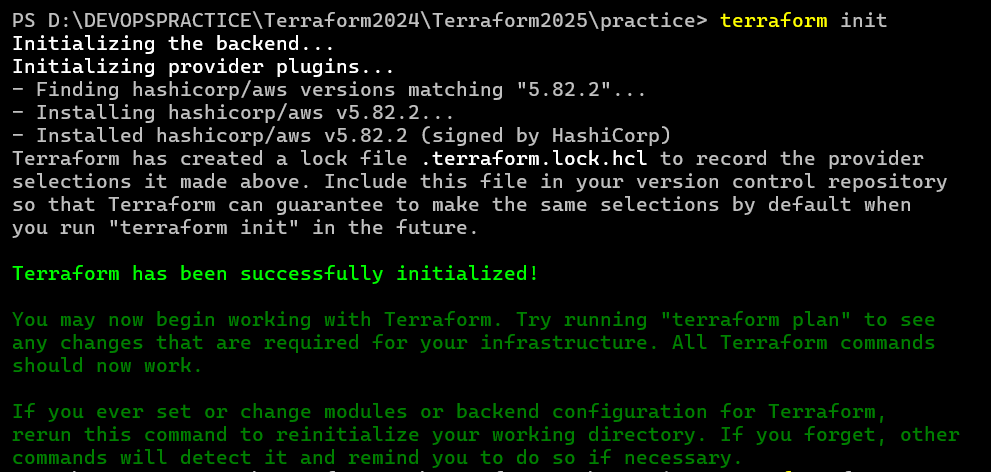 PS D:\DEVOPSPRACTICE\Terraform2024\Terraform2025\practice> terraform init
Initializing the backend...
Initializing provider plugins...
- Finding hashicorp/aws versions matching "5.82.2"...
- Installing hashicorp/aws v5.82.2...
- Installed hashicorp/aws v5.82.2 (signed by HashiCorp)
Terraform has created a lock file .terraform.lock.hcl to record the provider
selections it made above. Include this file in your version control repository
so that Terraform can guarantee to make the same selections by default when
you run "terraform init" in the future.
Terraform has been successfully initialized!
You may now begin working with Terraform. Try running "terraform plan" to see
any changes that are required for your infrastructure. All Terraform commands
should now work.
If you ever set or change modules or backend configuration for Terraform,
rerun this command to reinitialize your working directory. If you forget, other
commands will detect it and remind you to do so if necessary.